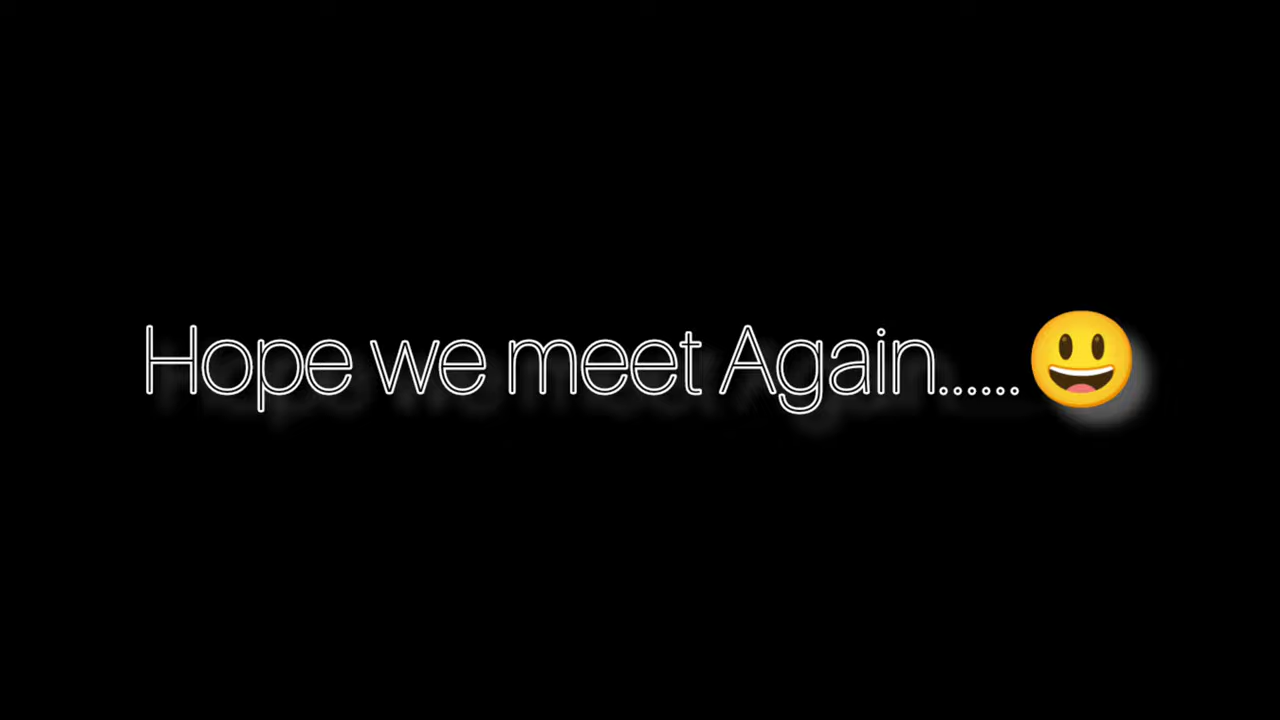 Hope we meet Again......😃